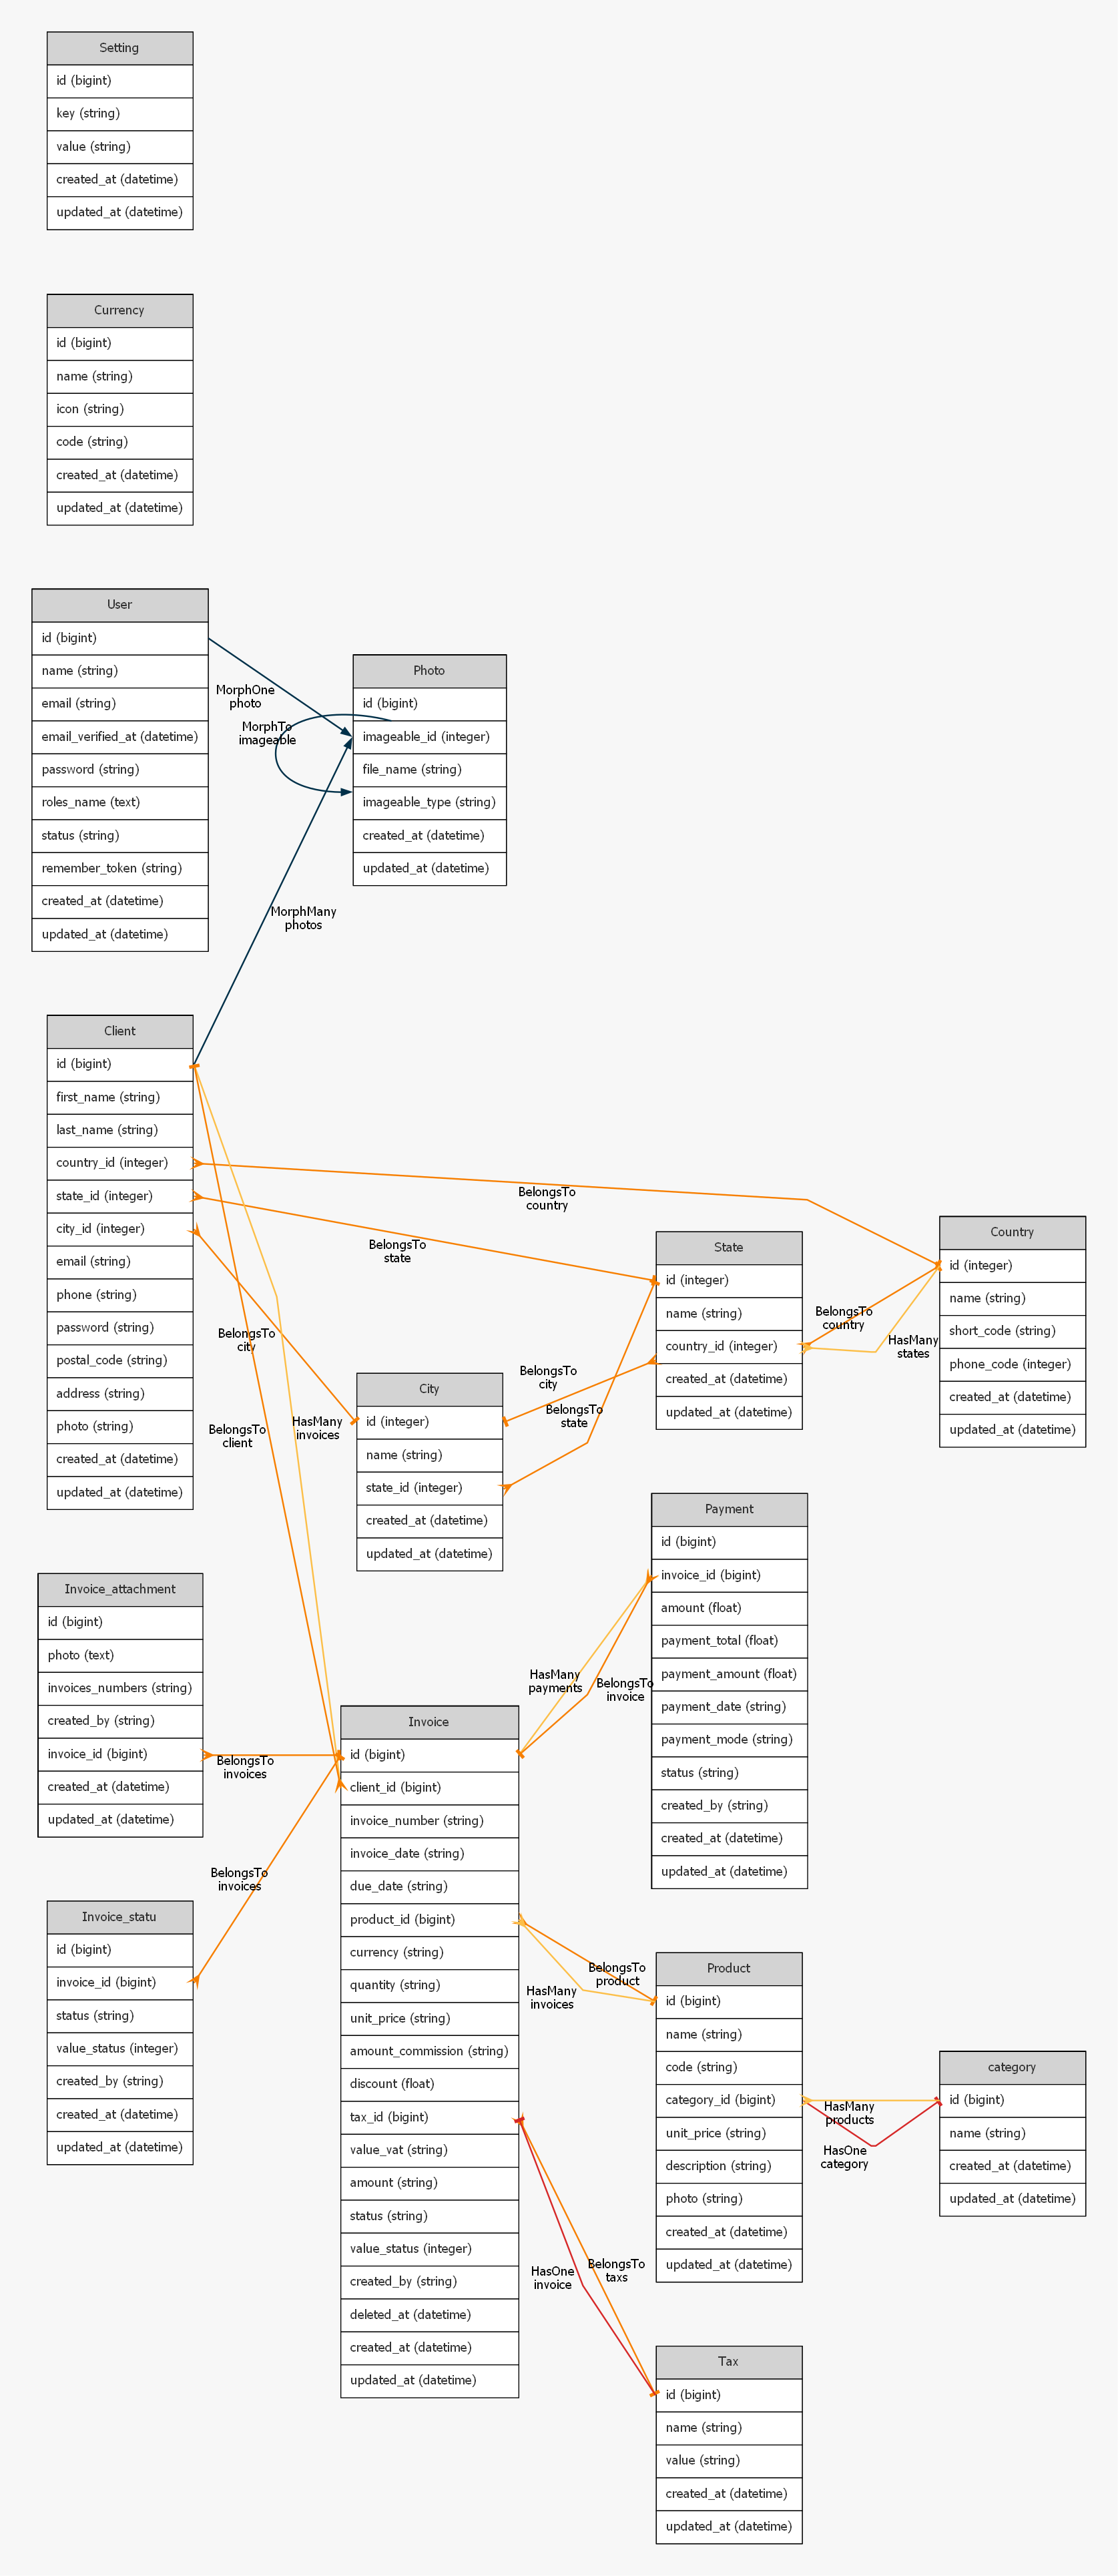 Setting
id (bigint)
key (string)
value (string)
created_at (datetime)
updated_at (datetime)
Currency
id (bigint)
name (string)
icon (string)
code (string)
created_at (datetime)
updated_at (datetime)
User
id (bigint)
name (string)
email (string)
email_verified_at (datetime)
password (string)
roles_name (text)
status (string)
remember_token (string)
created_at (datetime)
updated_at (datetime)
MorphOne
photo
MorphTo
imageable
Photo
id (bigint)
imageable_id (integer)
file_name (string)
imageable_type (string)
created_at (datetime)
updated_at (datetime)
MorphMany
photos
Client
id (bigint)
first_name (string)
last_name (string)
country_id (integer)
state_id (integer)
city_id (integer)
email (string)
phone (string)
password (string)
postal_code (string)
address (string)
photo (string)
created_at (datetime)
updated_at (datetime)
BelongsTo
country
BelongsTo
state
BelongsTo
city
BelongsTo
client
HasMany
invoices
State
id (integer)
name (string)
country_id (integer)
created_at (datetime)
updated_at (datetime)
BelongsTo
country
HasMany
states
Country
id (integer)
name (string)
short_code (string)
phone_code (integer)
created_at (datetime)
updated_at (datetime)
City
id (integer)
name (string)
state_id (integer)
created_at (datetime)
updated_at (datetime)
BelongsTo
city
BelongsTo
state
Payment
id (bigint)
invoice_id (bigint)
amount (float)
payment_total (float)
payment_amount (float)
payment_date (string)
payment_mode (string)
status (string)
created_by (string)
created_at (datetime)
updated_at (datetime)
HasMany
payments
BelongsTo
invoice
Invoice_attachment
id (bigint)
photo (text)
invoices_numbers (string)
created_by (string)
invoice_id (bigint)
created_at (datetime)
updated_at (datetime)
BelongsTo
invoices
BelongsTo
invoices
Invoice_statu
id (bigint)
invoice_id (bigint)
status (string)
value_status (integer)
created_by (string)
created_at (datetime)
updated_at (datetime)
Invoice
id (bigint)
client_id (bigint)
invoice_number (string)
invoice_date (string)
due_date (string)
product_id (bigint)
currency (string)
quantity (string)
unit_price (string)
amount_commission (string)
discount (float)
tax_id (bigint)
value_vat (string)
amount (string)
status (string)
value_status (integer)
created_by (string)
deleted_at (datetime)
created_at (datetime)
updated_at (datetime)
BelongsTo
product
HasMany
invoices
Product
id (bigint)
name (string)
code (string)
category_id (bigint)
unit_price (string)
description (string)
photo (string)
created_at (datetime)
updated_at (datetime)
HasMany
products
HasOne
category
category
id (bigint)
name (string)
created_at (datetime)
updated_at (datetime)
BelongsTo
taxs
HasOne
invoice
Tax
id (bigint)
name (string)
value (string)
created_at (datetime)
updated_at (datetime)